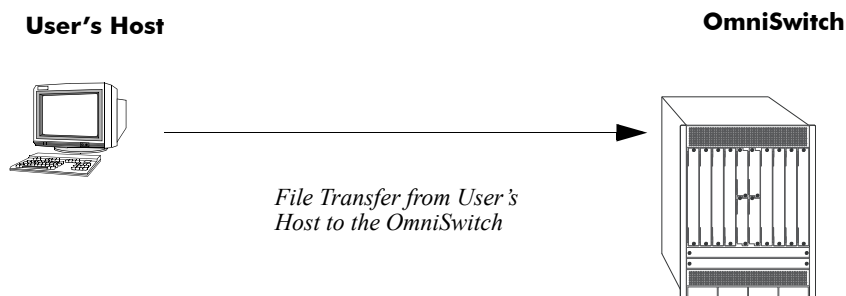 User's Host
OmniSwitch
File Transfer from User's
Host to the OmniSwitch